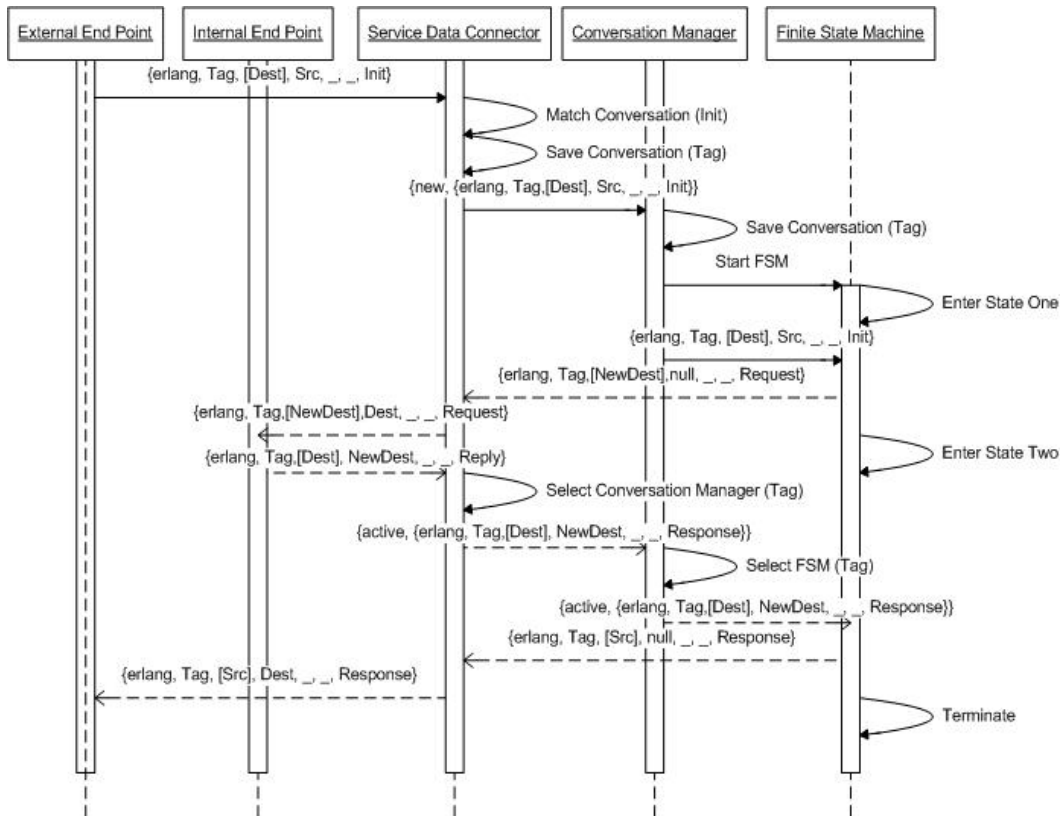 External End Point
Internal End Point
Service Data Connector
Conversation Manager
Finite State Machine
{erlang, Tag, [Dest], Src, _, _, Init}
Match Conversation (Init)
Save Conversation (Tag)
{new, {erlang, Tag,[Dest], Src, _, _, Init}}
Save Conversation (Tag)
Start FSM
Enter State One
{erlang, Tag, [Dest], Src, _, _, Init}
{erlang, Tag,[NewDest],null, _, _, Request}
{erlang, Tag,[NewDest],Dest, _, _, Request}
Enter State Two
{erlang, Tag,[Dest], NewDest, _, _, Reply}
Select Conversation Manager (Tag)
{active, {erlang, Tag,[Dest], NewDest, _, _, Response}}
Select FSM (Tag)
{active, {erlang, Tag,[Dest], NewDest, _, _, Response}}
{erlang, Tag, [Src], null, _, _, Response}
{erlang, Tag, [Src], Dest, _, _, Response}
Terminate